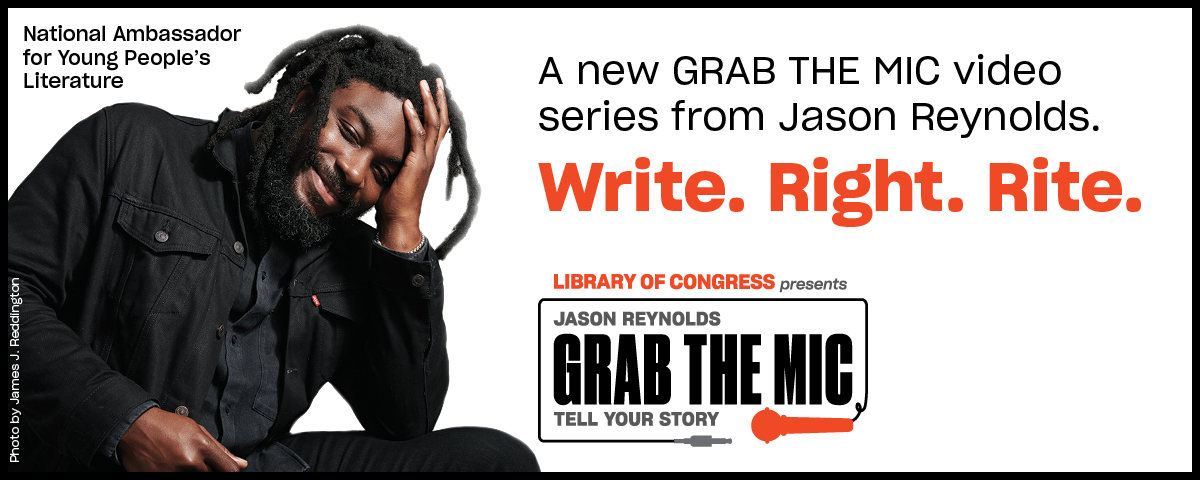 National Ambassador
for Young People's
Literature
A new GRAB THE MIC video
series from Jason Reynolds.
Write. Right. Rite.
LIBRARY OF CONGRESS presents
JASON REYNOLDS
GRAB THE MIC
TELL YOUR STORY
Photo by James J. Reddington